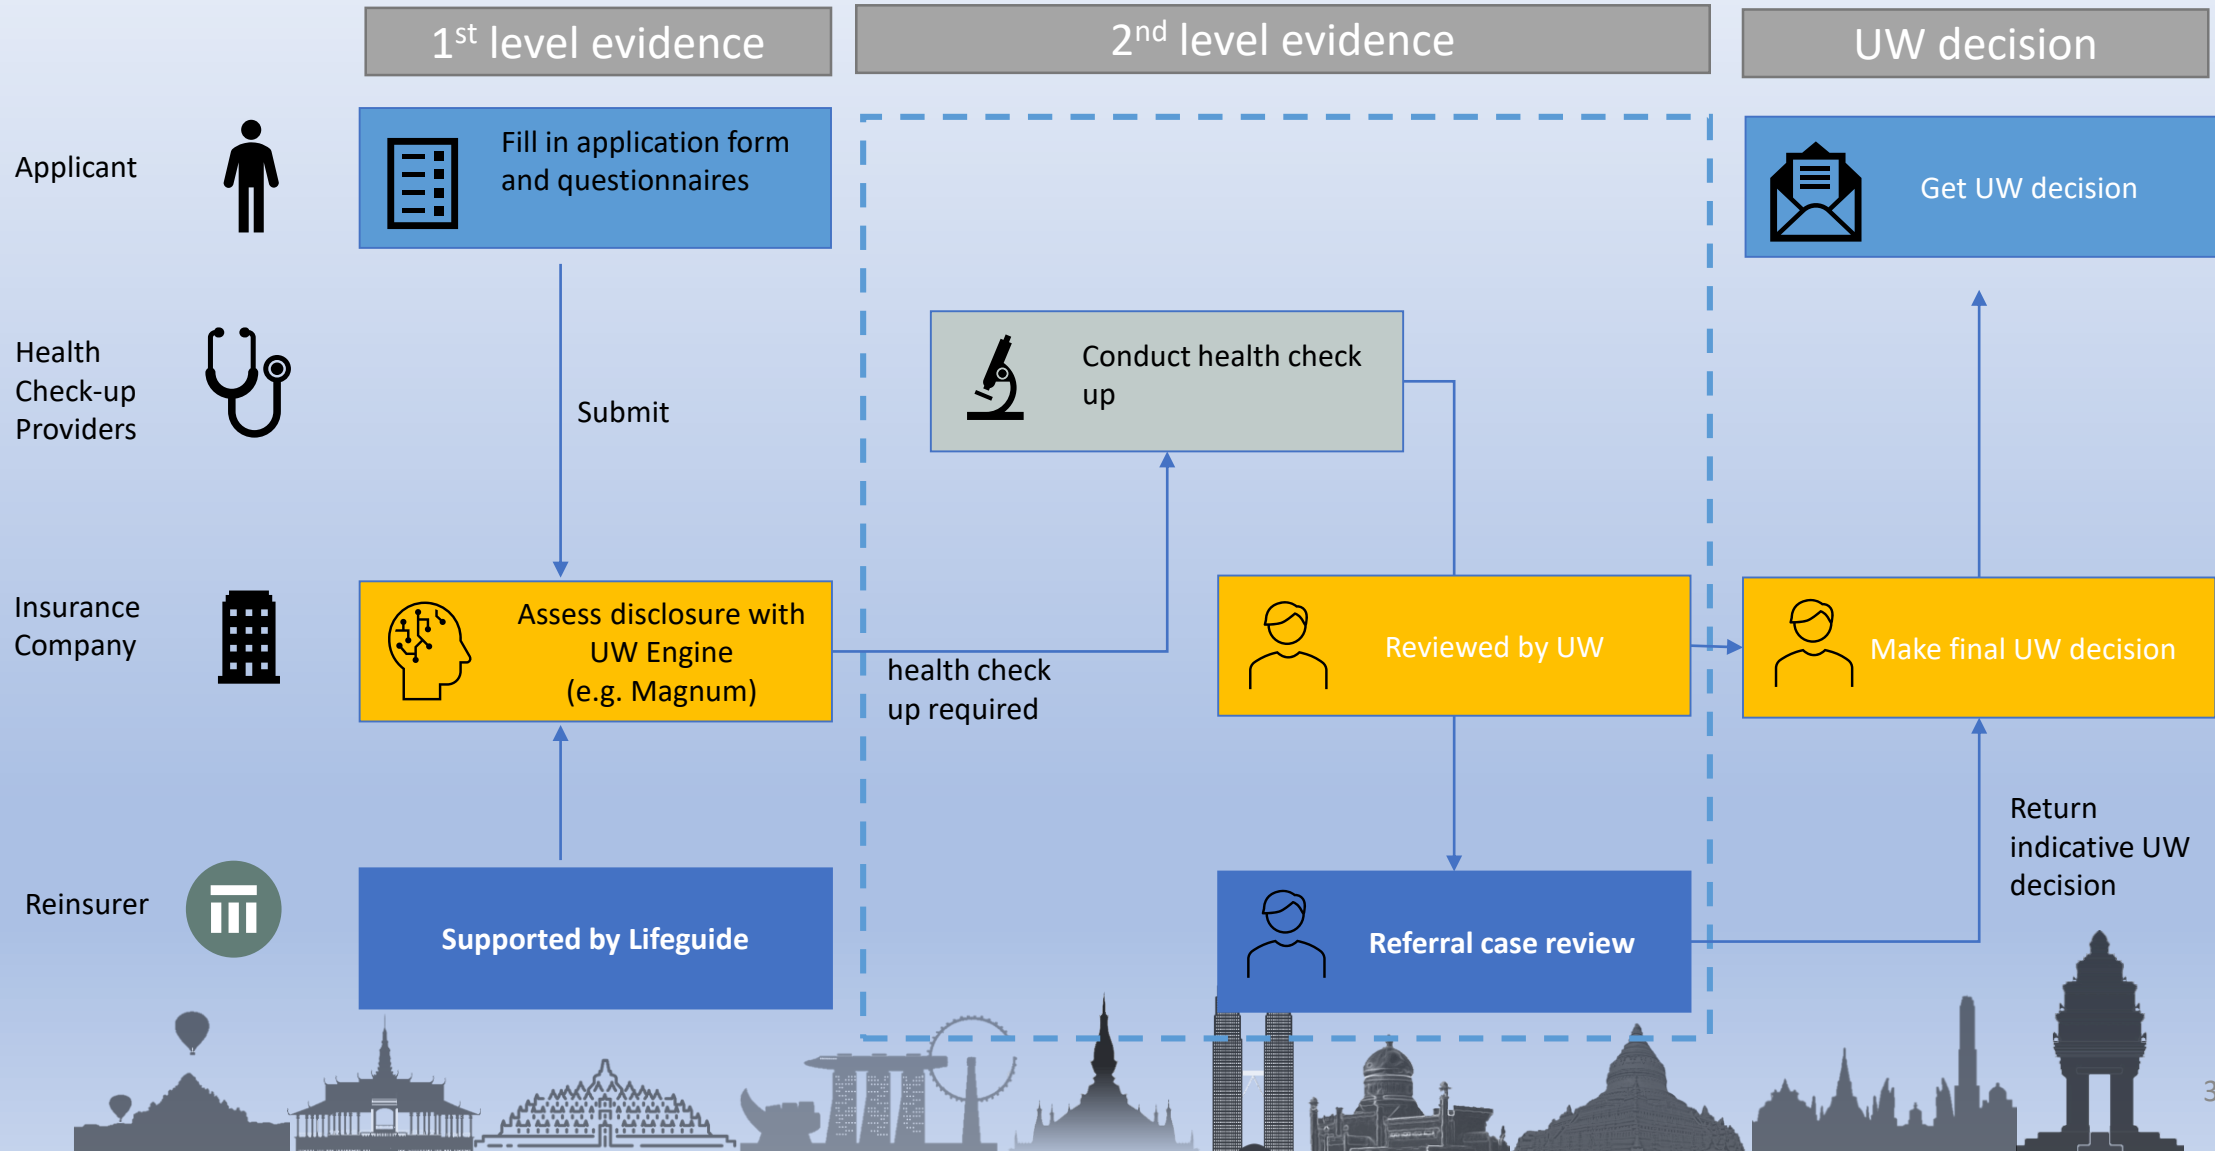 1st level evidence
2nd level evidence
UW decision
Applicant
Fill in application form
and questionnaires
Get UW decision
Health
Check-up
Providers
Conduct health check
up
Submit
Insurance
Company
Assess disclosure with
UW Engine
(e.g. Magnum)
health check
up required
Reviewed by UW
Make final UW decision
Return
indicative UW
decision
Reinsurer
Supported by Lifeguide
Referral case review
3